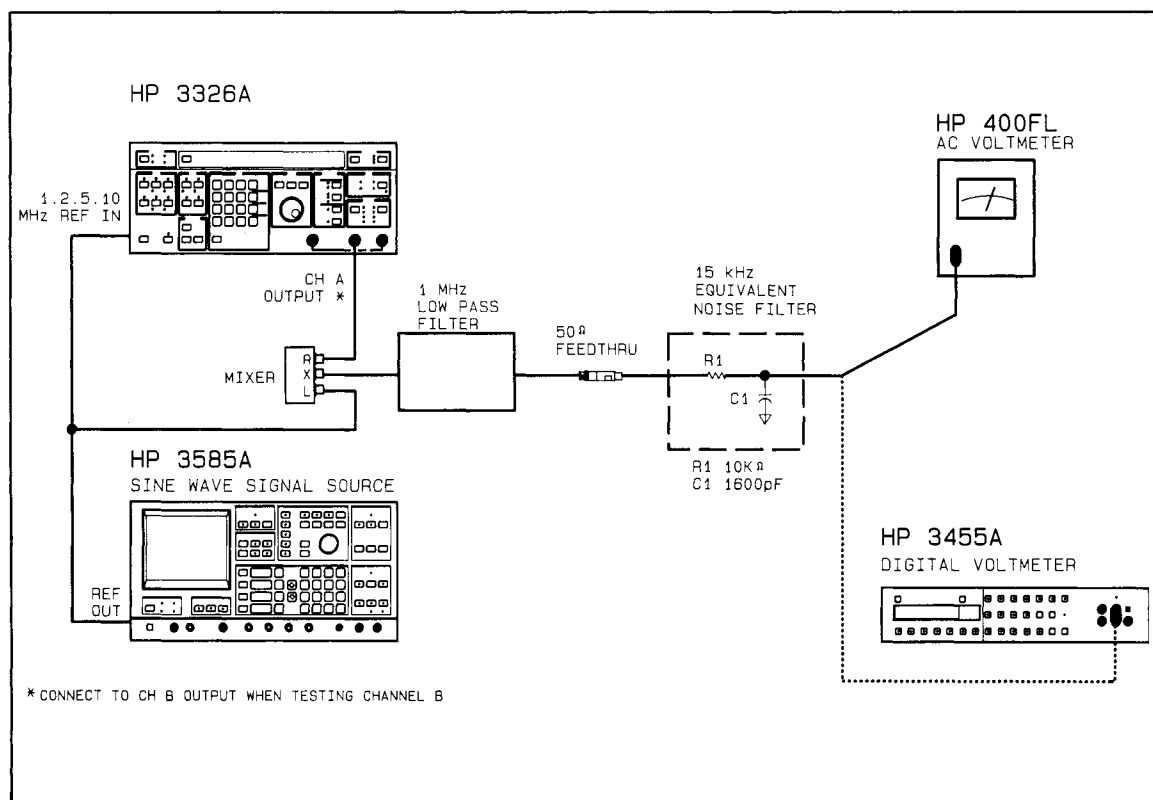 HP 3326A
1.2.5.10
MHz REF IN
CH A
OUTPUT *
MIXER
R
X
L
1 MHz
LOW PASS
FILTER
50Ω
FEEDTHRU
15 kHz
EQUIVALENT
NOISE FILTER
R1
C1
R1 10KΩ
C1 1600pF
HP 400FL
AC VOLTMETER
HP 3585A
SINE WAVE SIGNAL SOURCE
REF
OUT
HP 3455A
DIGITAL VOLTMETER
* CONNECT TO CH B OUTPUT WHEN TESTING CHANNEL B